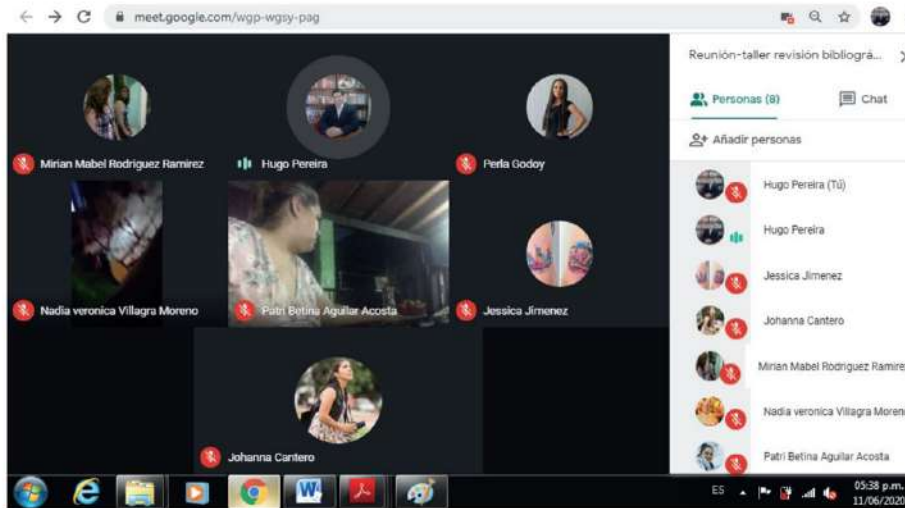 meet.google.com/wgp-wgsy-pag
Reunión-taller revisión bibliográ...
Personas (8)
Chat
Añadir personas
Mirian Mabel Rodriguez Ramirez
Hugo Pereira
Perla Godoy
Nadia veronica Villagra Moreno
Patri Betina Aguilar Acosta
Jessica Jimenez
Johanna Cantero
Hugo Pereira (Tú)
Hugo Pereira
Jessica Jimenez
Johanna Cantero
Mirian Mabel Rodriguez Ramire
Nadia veronica Villagra Moren
Patri Betina Aguilar Acosta
W
ES
05:38 p.m.
11/06/2020